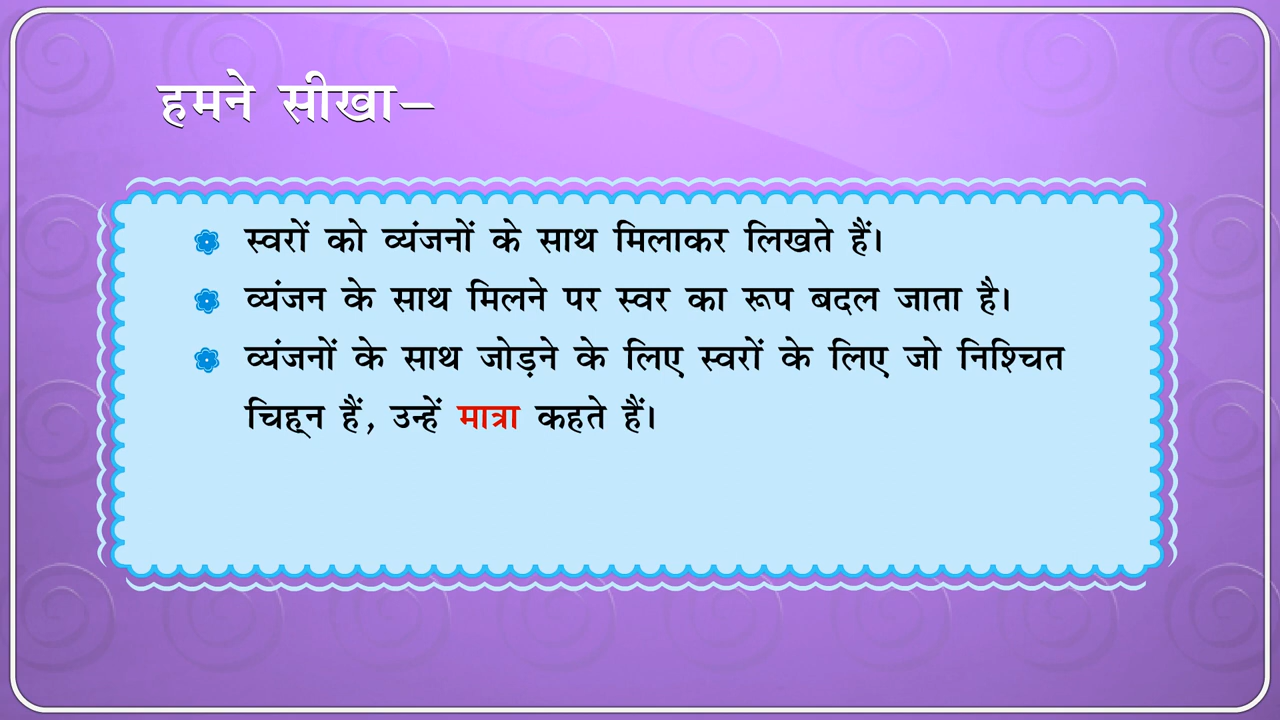 हमने सीखा–
स्वरों को व्यंजनों के साथ मिलाकर लिखते हैं।
व्यंजन के साथ मिलने पर स्वर का रूप बदल जाता है।
व्यंजनों के साथ जोड़ने के लिए स्वरों के लिए जो निश्चित
चिह्‌न हैं, उन्हें मात्रा कहते हैं।